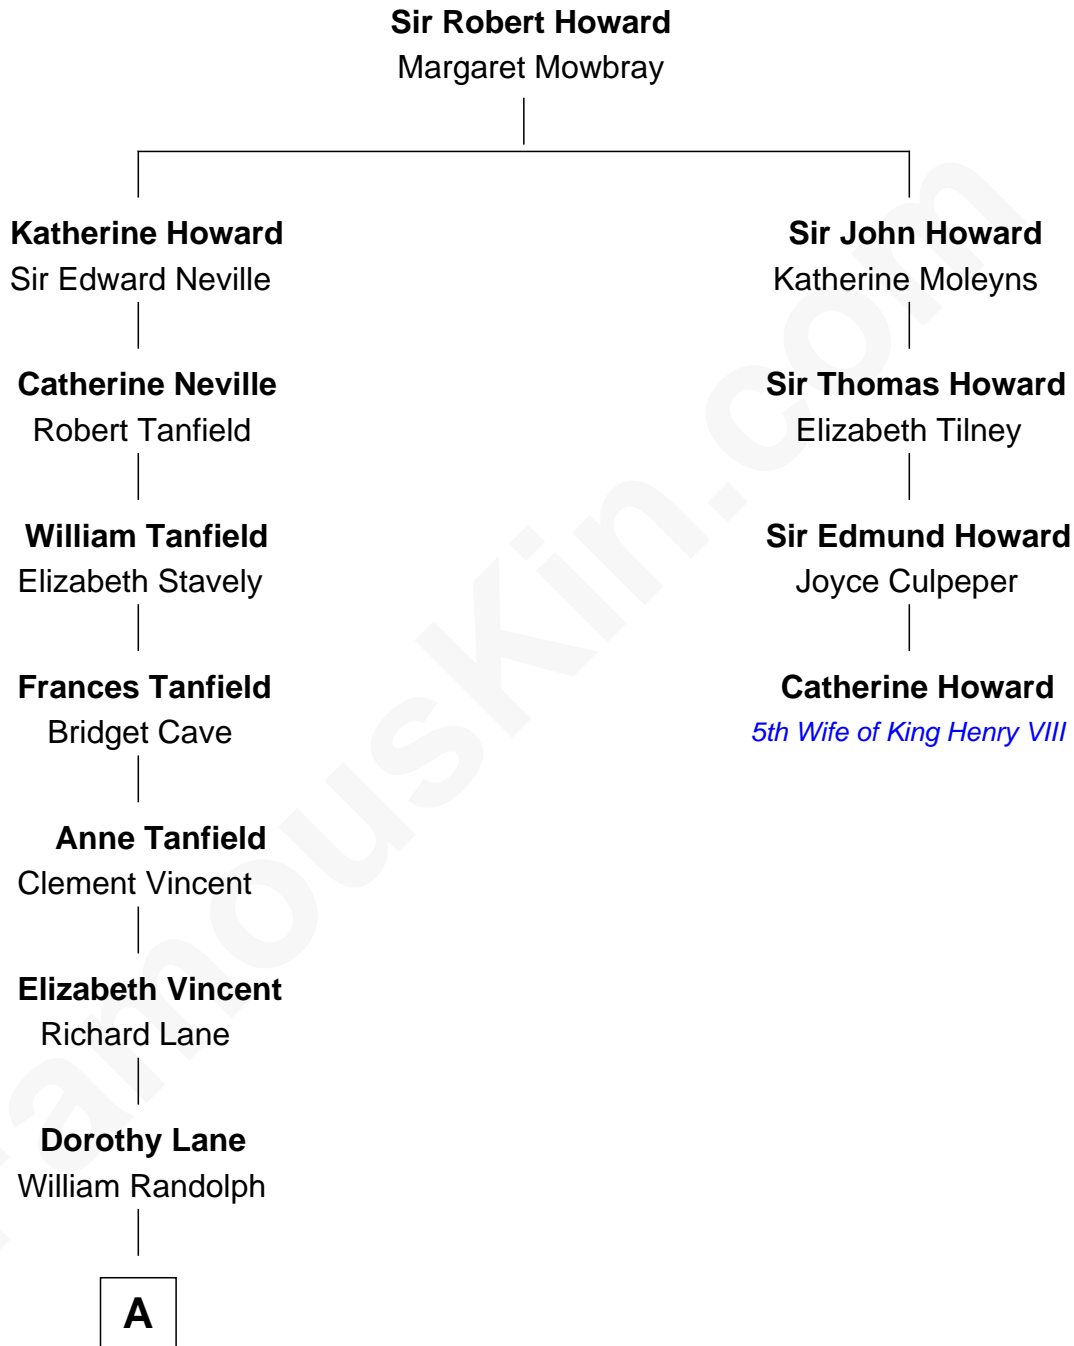 Sir Robert Howard
Margaret Mowbray
Katherine Howard
Sir Edward Neville
Sir John Howard
Katherine Moleyns
Catherine Neville
Robert Tanfield
Sir Thomas Howard
Elizabeth Tilney
William Tanfield
Elizabeth Stavely
Sir Edmund Howard
Joyce Culpeper
Frances Tanfield
Bridget Cave
Catherine Howard
5th Wife of King Henry VIII
Anne Tanfield
Clement Vincent
Elizabeth Vincent
Richard Lane
Dorothy Lane
William Randolph
A
FamousKin.com